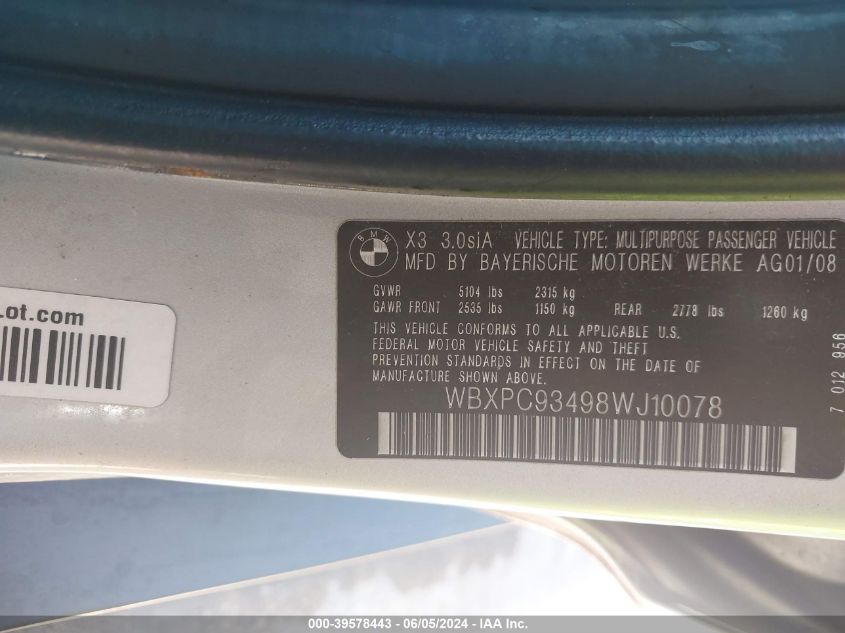 BMW
X3 3.0siA VEHICLE TYPE: MULTIPURPOSE PASSENGER VEHICLE
MFD BY BAYERISCHE MOTOREN WERKE AG01/08
GVWR 5104 lbs 2315 kg
GAWR FRONT 2535 lbs 1150 kg REAR 2778 lbs 1260 kg
THIS VEHICLE CONFORMS TO ALL APPLICABLE U.S.
FEDERAL MOTOR VEHICLE SAFETY AND THEFT
PREVENTION STANDARDS IN EFFECT ON THE DATE OF
MANUFACTURE SHOWN ABOVE.
WBXPC93498WJ10078
7 012 956
ot.com
000-39578443 - 06/05/2024 - IAA Inc.